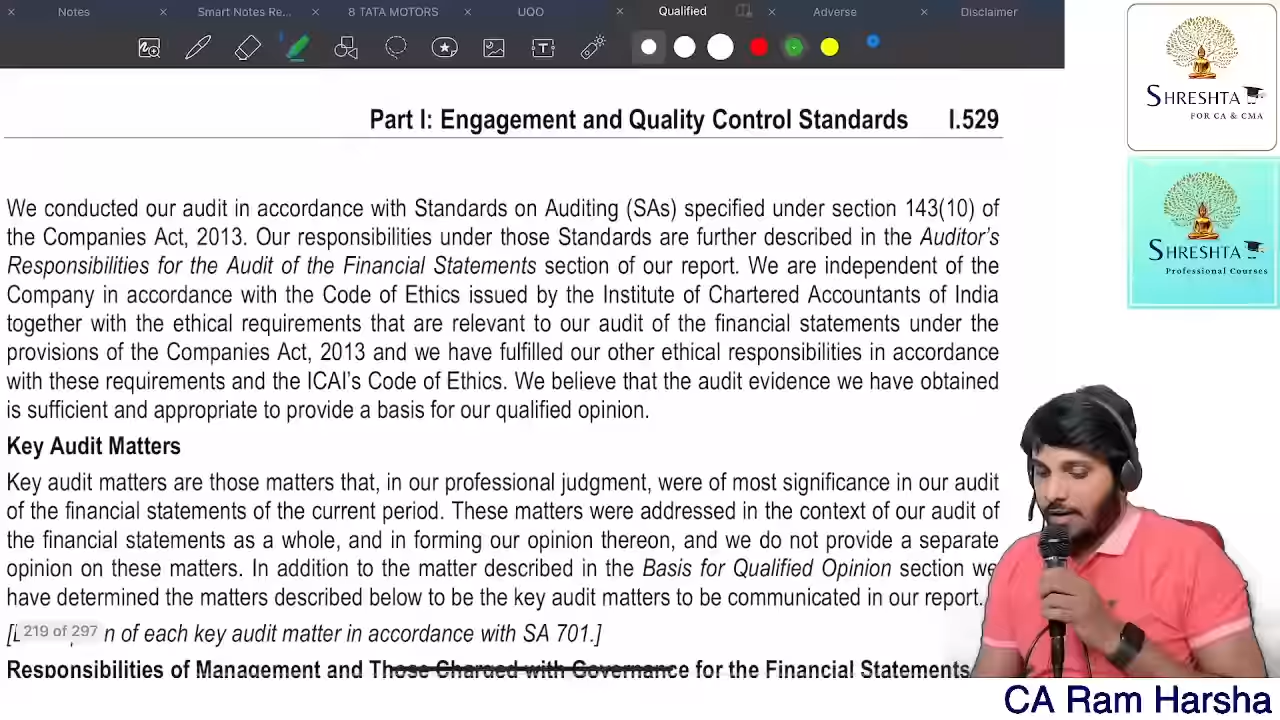 Notes
Smart Notes Re...
8 TATA MOTORS
UQO
Qualified
Adverse
Disclaimer
Part I: Engagement and Quality Control Standards I.529
We conducted our audit in accordance with Standards on Auditing (SAs) specified under section 143(10) of
the Companies Act, 2013. Our responsibilities under those Standards are further described in the Auditor's
Responsibilities for the Audit of the Financial Statements section of our report. We are independent of the
Company in accordance with the Code of Ethics issued by the Institute of Chartered Accountants of India
together with the ethical requirements that are relevant to our audit of the financial statements under the
provisions of the Companies Act, 2013 and we have fulfilled our other ethical responsibilities in accordance
with these requirements and the ICAI's Code of Ethics. We believe that the audit evidence we have obtained
is sufficient and appropriate to provide a basis for our qualified opinion.
Key Audit Matters
Key audit matters are those matters that, in our professional judgment, were of most significance in our audit
of the financial statements of the current period. These matters were addressed in the context of our audit of
the financial statements as a whole, and in forming our opinion thereon, and we do not provide a separate
opinion on these matters. In addition to the matter described in the Basis for Qualified Opinion section we
have determined the matters described below to be the key audit matters to be communicated in our report.
219 of 297
n of each key audit matter in accordance with SA 701.]
Responsibilities of Management and Those Charged with Governance for the Financial Statements
SHRESHTA
FOR CA & CMA
SHRESHTA
Professional Courses
CA Ram Harsha